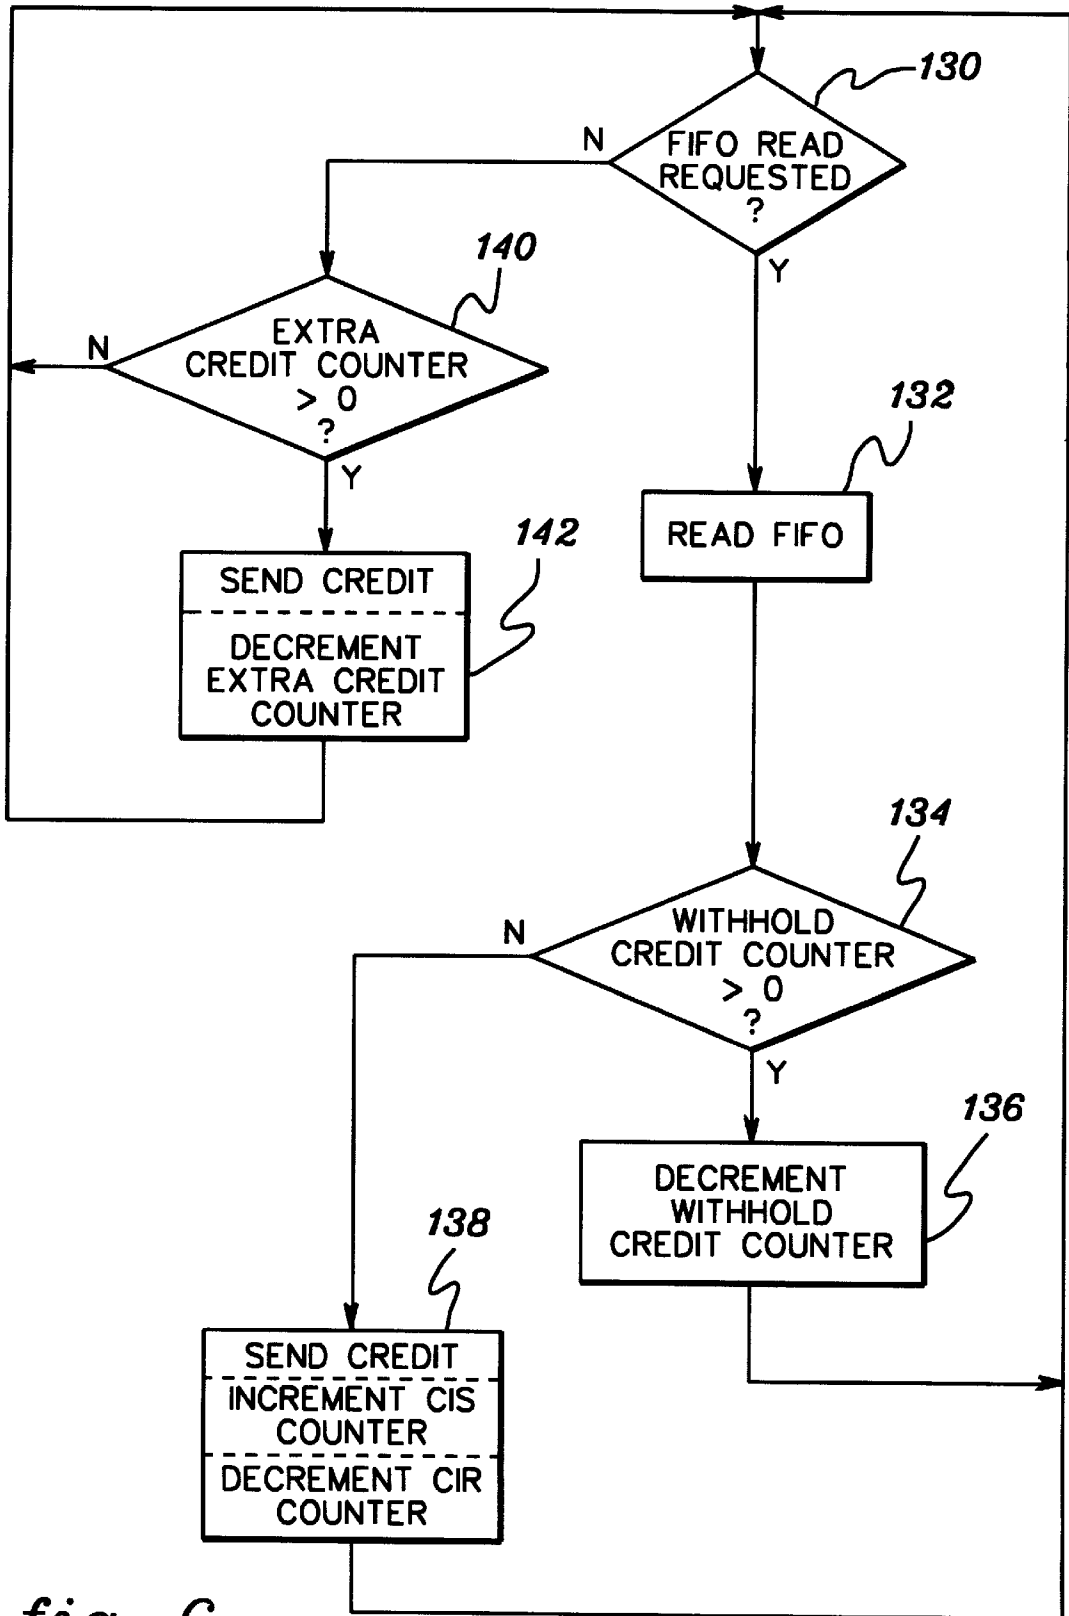 130
N
FIFO READ
REQUESTED
?
Y
140
N
EXTRA
CREDIT COUNTER
> 0
?
Y
132
READ FIFO
142
SEND CREDIT
DECREMENT
EXTRA CREDIT
COUNTER
134
N
WITHHOLD
CREDIT COUNTER
> 0
?
Y
136
DECREMENT
WITHHOLD
CREDIT COUNTER
138
SEND CREDIT
INCREMENT CIS
COUNTER
DECREMENT CIR
COUNTER